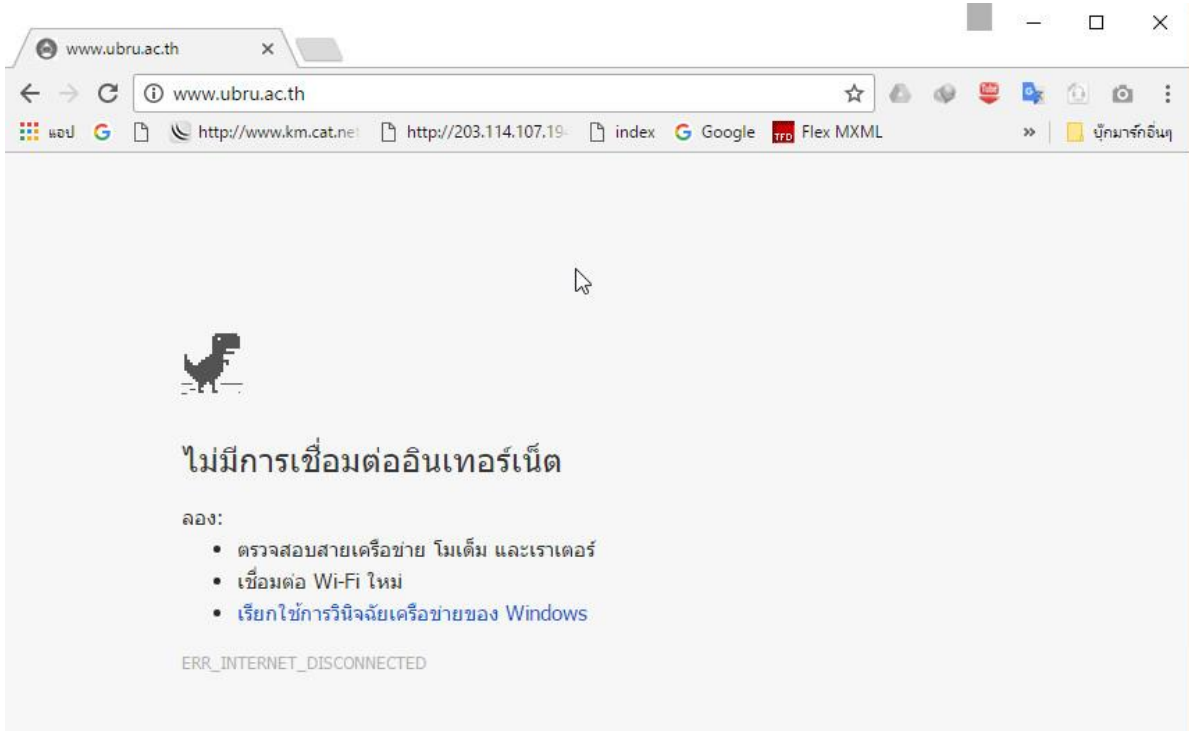 www.ubru.ac.th
www.ubru.ac.th
แอป http://www.km.cat.net http://203.114.107.19 index Google TFD Flex MXML » บุ๊กมาร์กอื่นๆ
ไม่มีการเชื่อมต่ออินเทอร์เน็ต
ลอง:
ตรวจสอบสายเครือข่าย โมเด็ม และเราเตอร์
เชื่อมต่อ Wi-Fi ใหม่
เรียกใช้การวินิจฉัยเครือข่ายของ Windows
ERR_INTERNET_DISCONNECTED